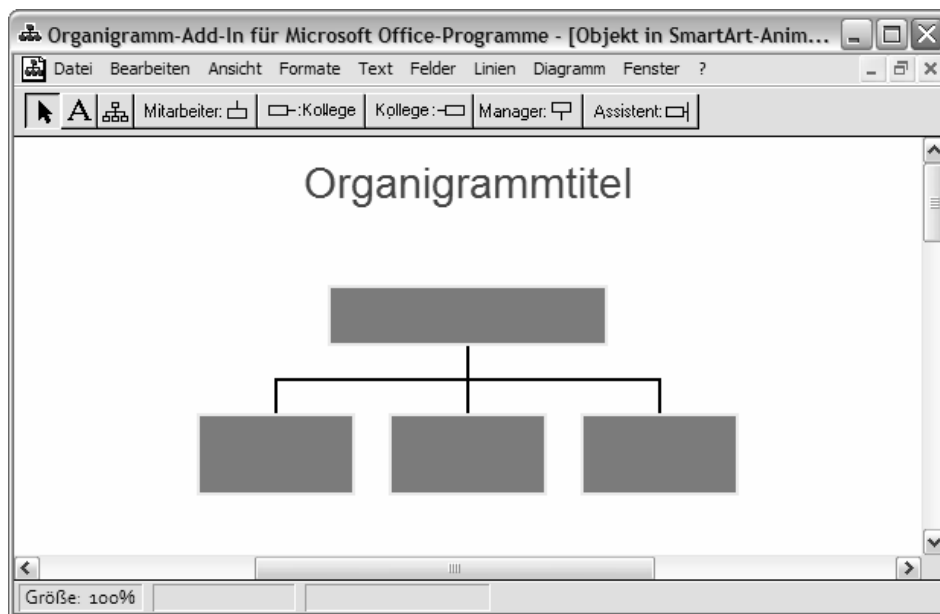 Organigramm-Add-In für Microsoft Office-Programme - [Objekt in SmartArt-Anim...
Datei Bearbeiten Ansicht Formate Text Felder Linien Diagramm Fenster ?
A Mitarbeiter: :Kollege Kollege: Manager: Assistent:
Organigrammtitel
Größe: 100%